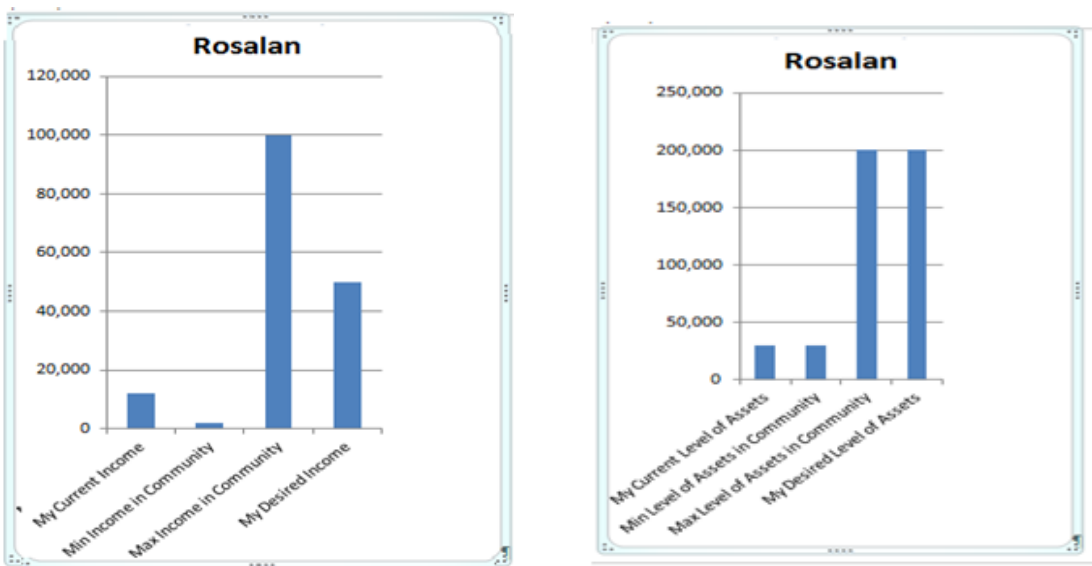 Rosalan
120,000
100,000
80,000
60,000
40,000
20,000
0
My Current Income
Min Income in Community
Max Income in Community
My Desired Income
Rosalan
250,000
200,000
150,000
100,000
50,000
0
My Current Level of Assets
Min Level of Assets in Community
Max Level of Assets in Community
My Desired Level of Assets